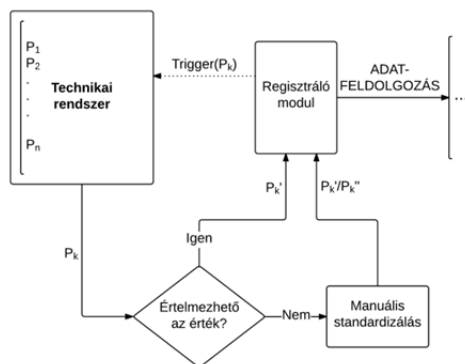 P₁
P₂
.
.
.
Pₙ
Technikai
rendszer
Trigger(Pₖ)
Regisztráló
modul
ADAT-
FELDOLGOZÁS
...
Pₖ'
Pₖ'/Pₖ''
Igen
Pₖ
Értelmezhető
az érték?
Nem
Manuális
standardizálás